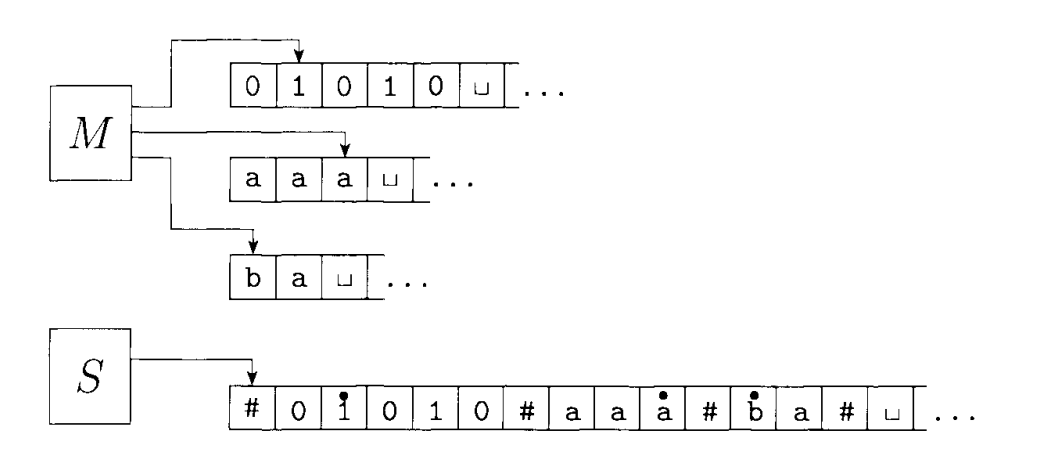 0 1 0 1 0 ␣ ...
M
a a a ␣ ...
b a ␣ ...
S
# 0 1̇ 0 1 0 # a a ȧ # ḃ a # ␣ ...